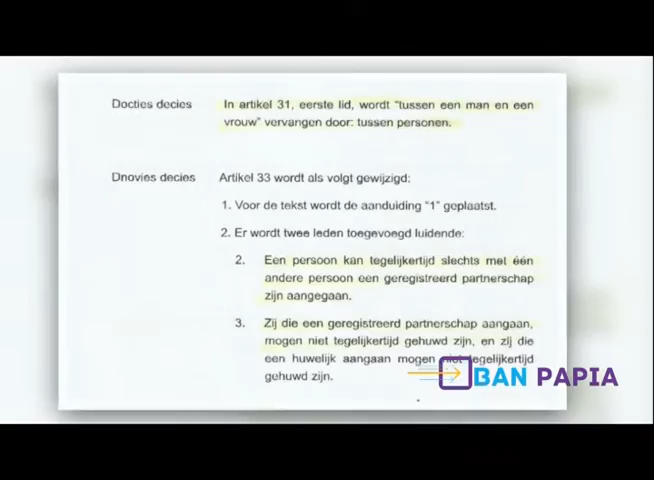 Docties decies In artikel 31, eerste lid, wordt "tussen een man en een
vrouw" vervangen door: tussen personen.
Dnovies decies Artikel 33 wordt als volgt gewijzigd:
1. Voor de tekst wordt de aanduiding "1" geplaatst.
2. Er wordt twee leden toegevoegd luidende:
2. Een persoon kan tegelijkertijd slechts met één
andere persoon een geregistreerd partnerschap
zijn aangegaan.
3. Zij die een geregistreerd partnerschap aangaan,
mogen niet tegelijkertijd gehuwd zijn, en zij die
een huwelijk aangaan mogen niet tegelijkertijd
gehuwd zijn.
BAN PAPIA